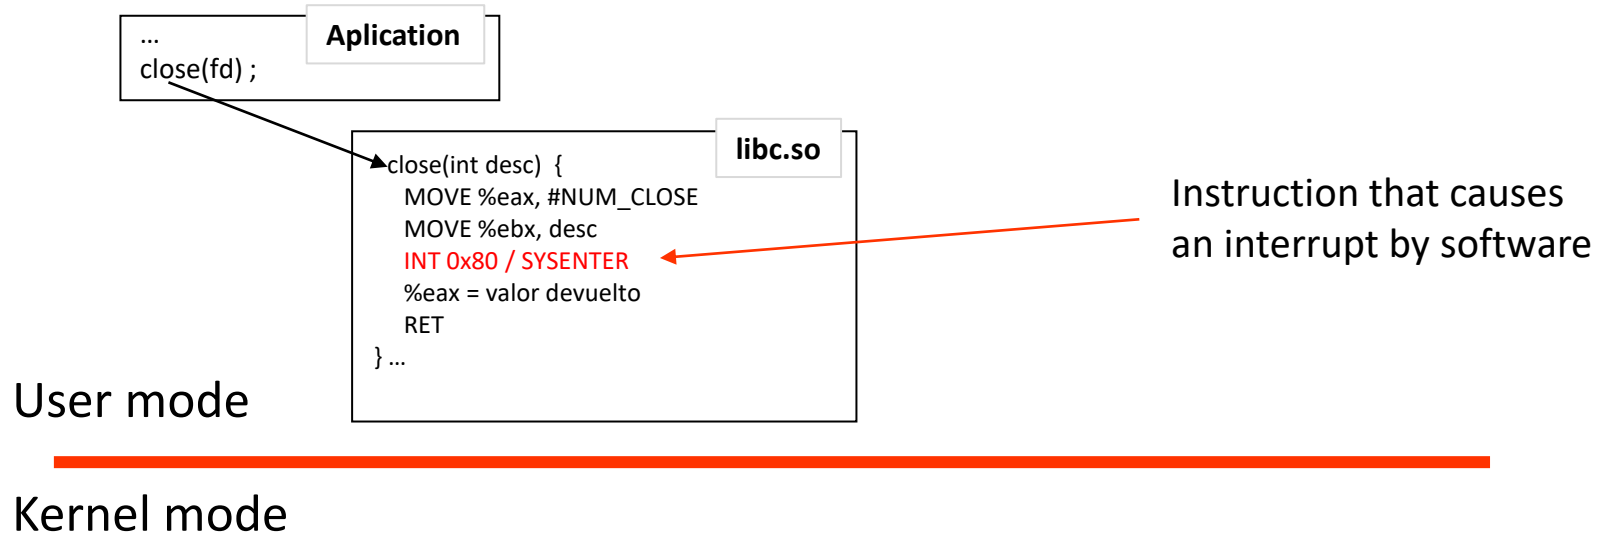 ...
Aplication
close(fd) ;
libc.so
close(int desc) {
MOVE %eax, #NUM_CLOSE
MOVE %ebx, desc
INT 0x80 / SYSENTER
%eax = valor devuelto
RET
} ...
Instruction that causes
an interrupt by software
User mode
Kernel mode